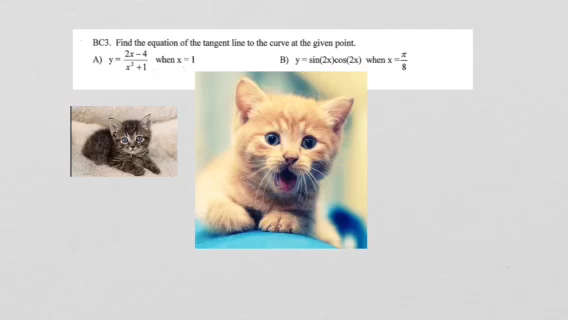 BC3. Find the equation of the tangent line to the curve at the given point.
A) y = (2x − 4)/(x² + 1) when x = 1 B) y = sin(2x)cos(2x) when x = π/8